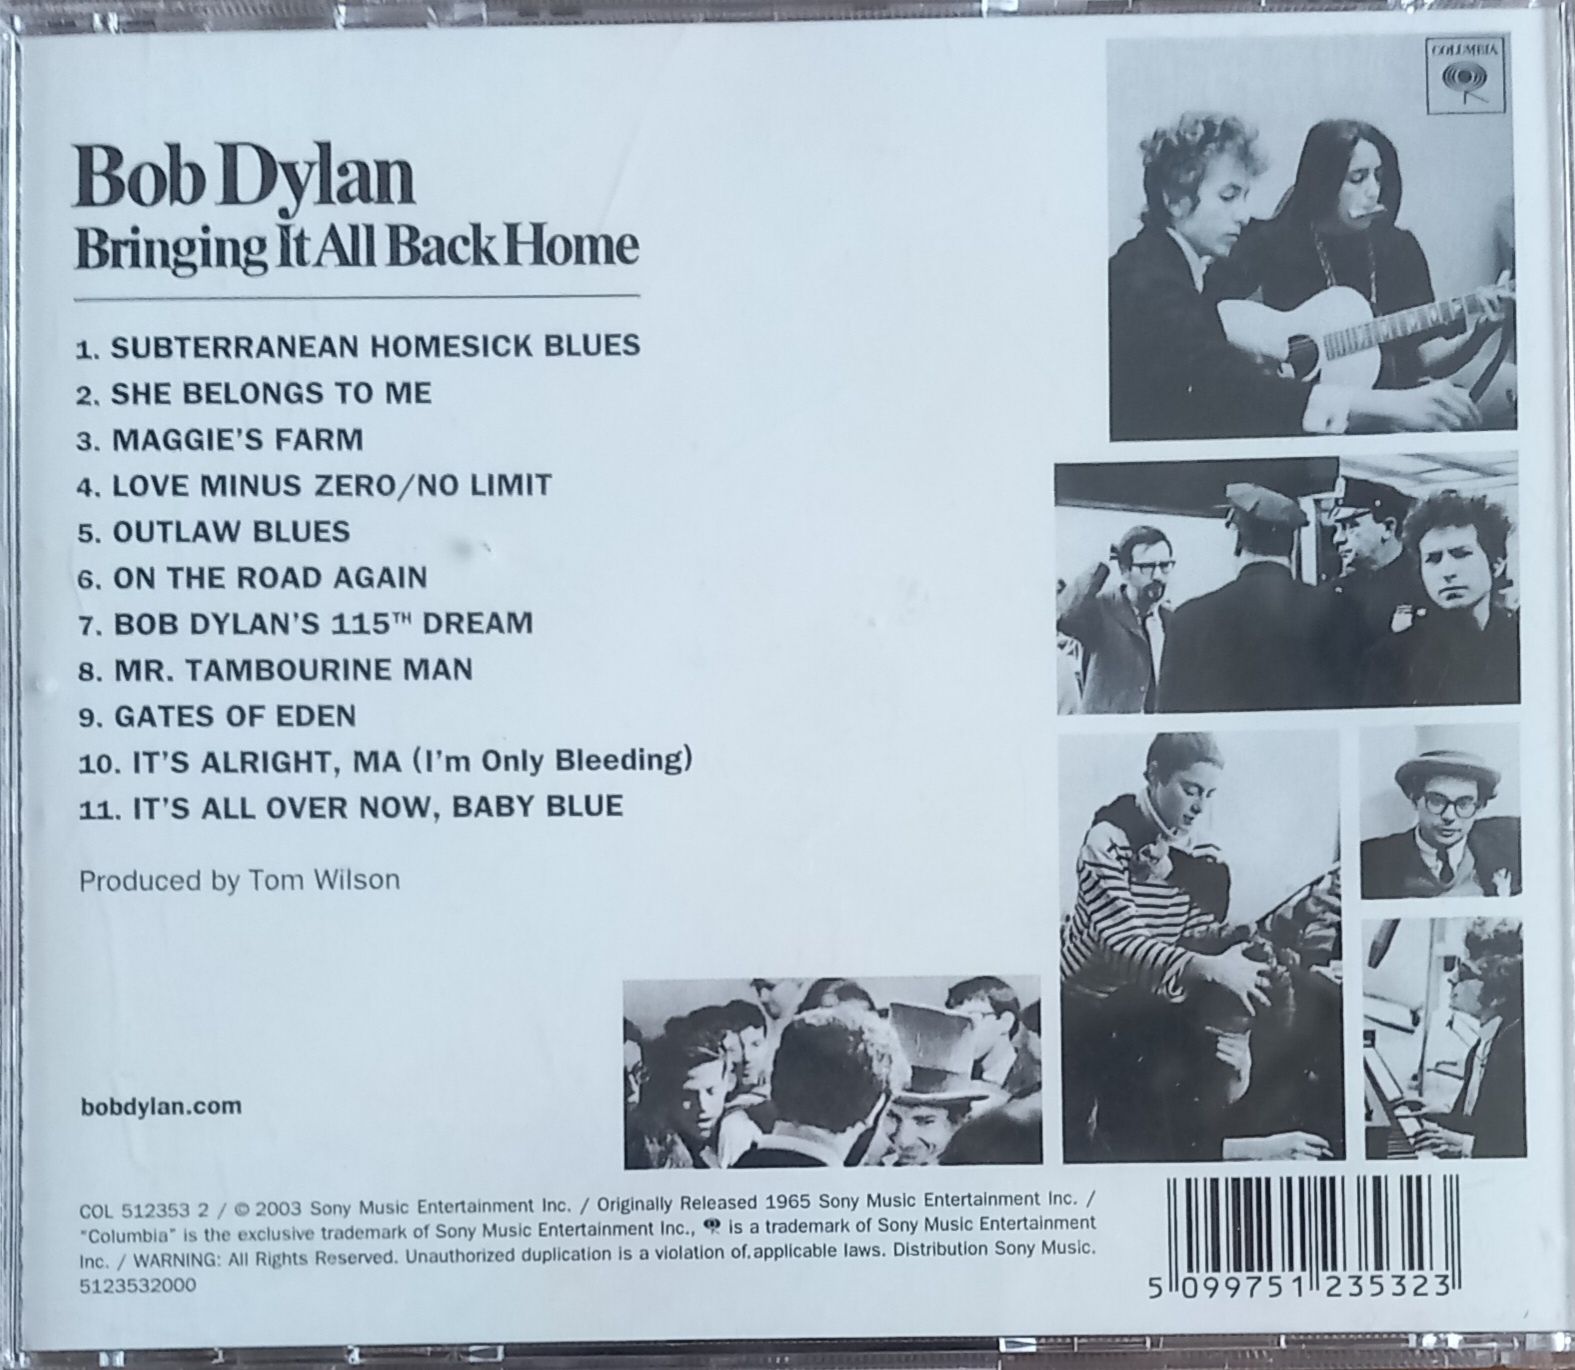 COLUMBIA
Bob Dylan
Bringing It All Back Home
1. SUBTERRANEAN HOMESICK BLUES
2. SHE BELONGS TO ME
3. MAGGIE'S FARM
4. LOVE MINUS ZERO/NO LIMIT
5. OUTLAW BLUES
6. ON THE ROAD AGAIN
7. BOB DYLAN'S 115TH DREAM
8. MR. TAMBOURINE MAN
9. GATES OF EDEN
10. IT'S ALRIGHT, MA (I'm Only Bleeding)
11. IT'S ALL OVER NOW, BABY BLUE
Produced by Tom Wilson
bobdylan.com
COL 512353 2 / © 2003 Sony Music Entertainment Inc. / Originally Released 1965 Sony Music Entertainment Inc. /
"Columbia" is the exclusive trademark of Sony Music Entertainment Inc., is a trademark of Sony Music Entertainment
Inc. / WARNING: All Rights Reserved. Unauthorized duplication is a violation of applicable laws. Distribution Sony Music.
5123532000
5 099751 235323